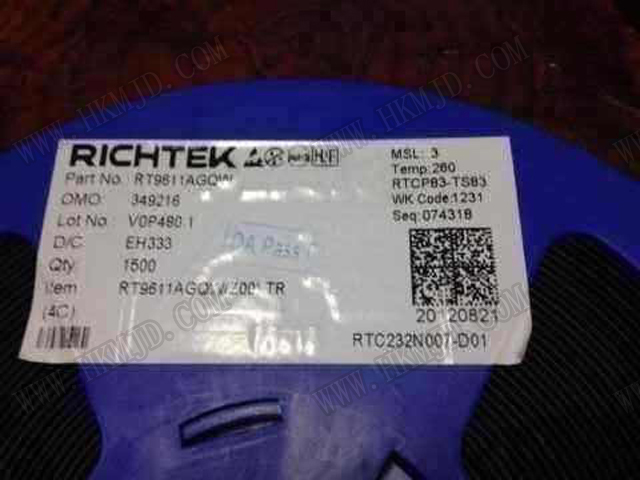 RICHTEK
Part No.: RT9611AGQW
OMO: 349216
Lot No.: V0P480.1
D/C EH333
Qty 1500
Item RT9611AGQW
(4C)
MSL: 3
Temp:260
RTCP83-TS83
WK Code:1231
Seq:074318
20120821
RTC232N007-D01
WWW.HKMJD.COM